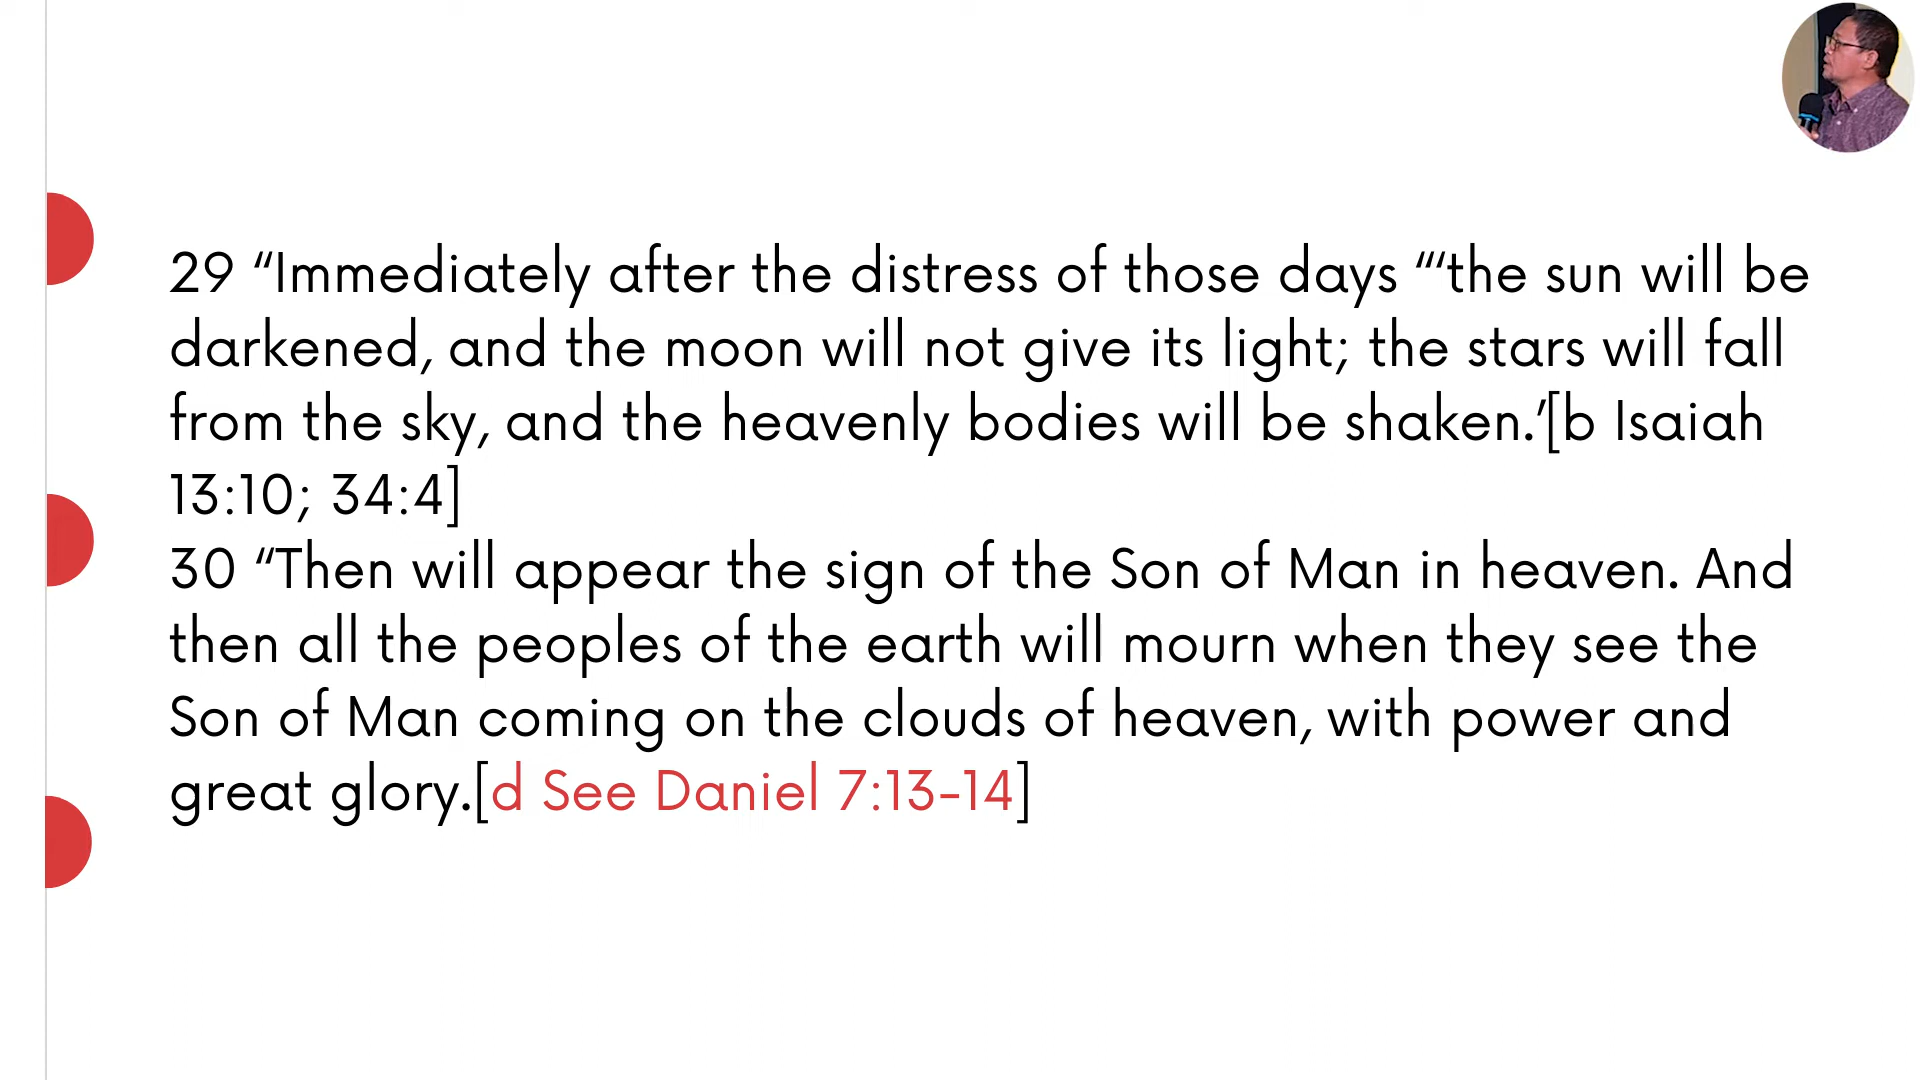 29 “Immediately after the distress of those days “‘the sun will be
darkened, and the moon will not give its light; the stars will fall
from the sky, and the heavenly bodies will be shaken.’[b Isaiah
13:10; 34:4]
30 “Then will appear the sign of the Son of Man in heaven. And
then all the peoples of the earth will mourn when they see the
Son of Man coming on the clouds of heaven, with power and
great glory.[d See Daniel 7:13-14]